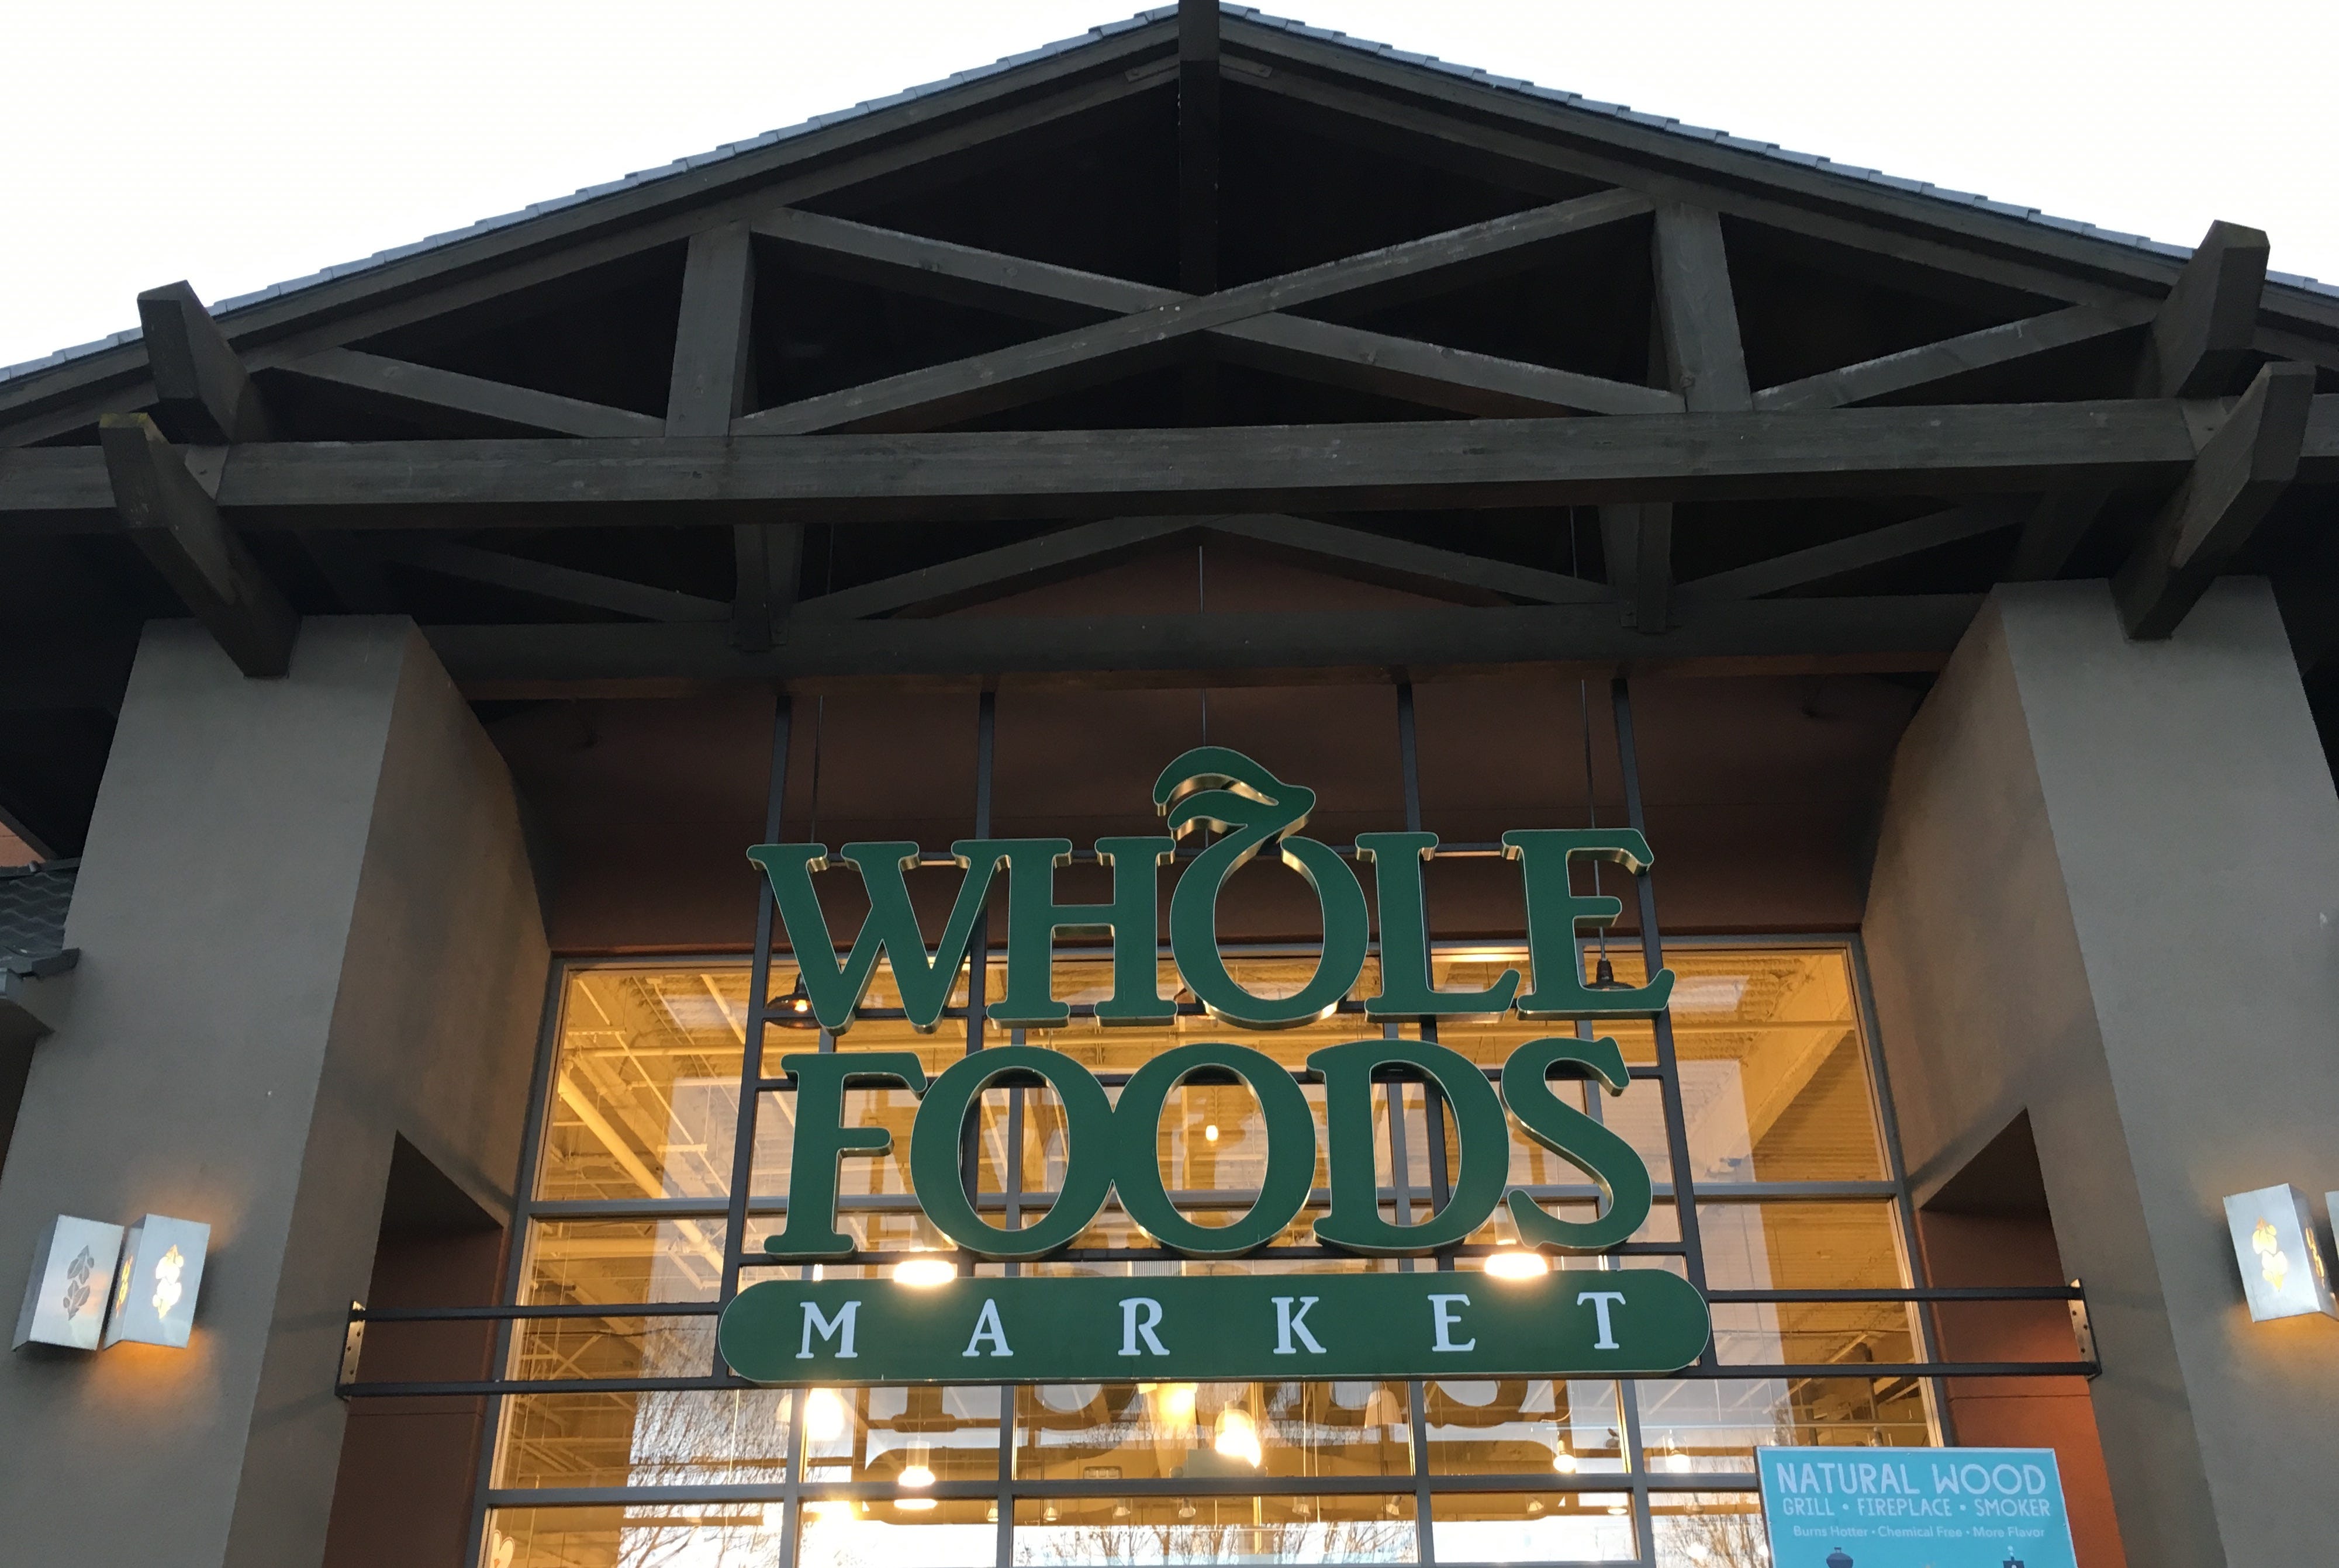 WHOLE
FOODS
MARKET
NATURAL WOOD
GRILL • FIREPLACE • SMOKER
Burns Hotter • Chemical Free • More Flavor